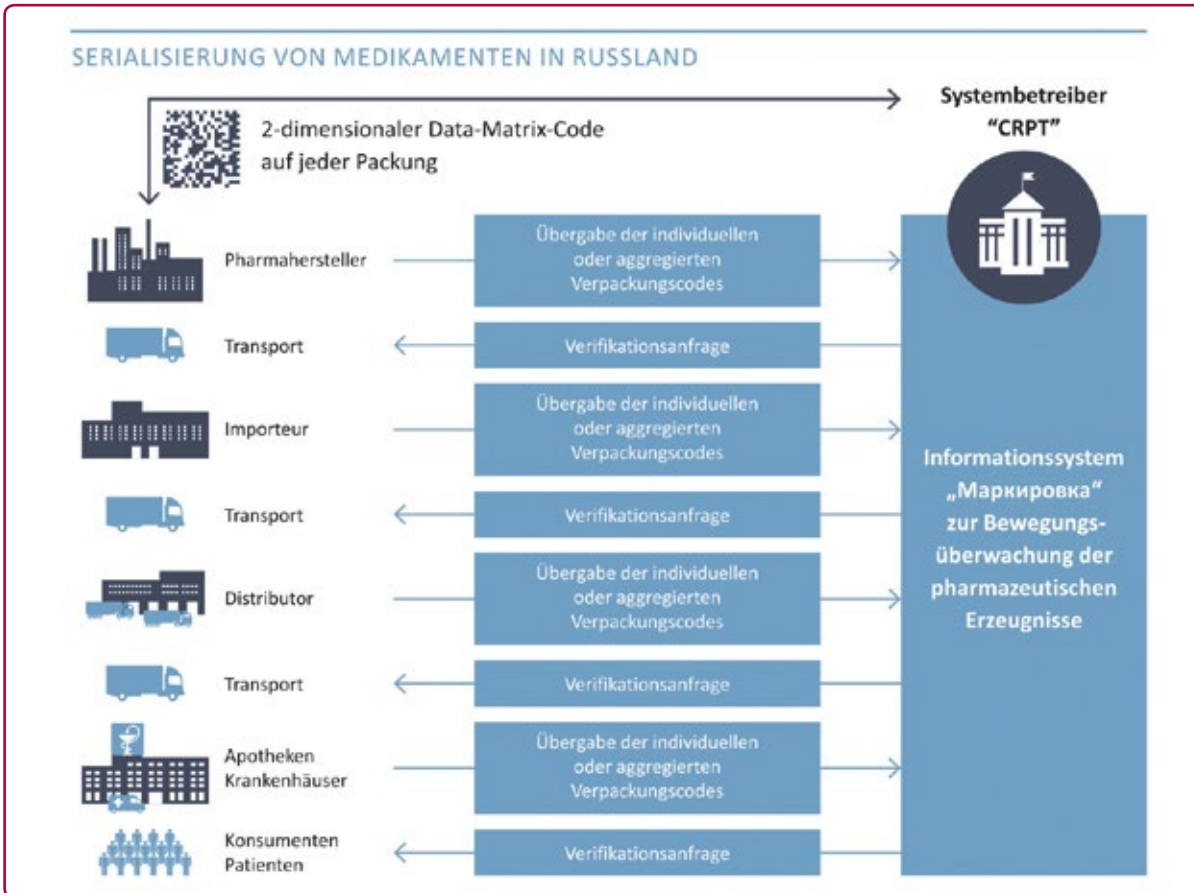 SERIALISIERUNG VON MEDIKAMENTEN IN RUSSLAND
2-dimensionaler Data-Matrix-Code
auf jeder Packung
Systembetreiber
“CRPT”
Pharmahersteller
Übergabe der individuellen
oder aggregierten
Verpackungscodes
Transport
Verifikationsanfrage
Importeur
Übergabe der individuellen
oder aggregierten
Verpackungscodes
Transport
Verifikationsanfrage
Distributor
Übergabe der individuellen
oder aggregierten
Verpackungscodes
Transport
Verifikationsanfrage
Apotheken
Krankenhäuser
Übergabe der individuellen
oder aggregierten
Verpackungscodes
Konsumenten
Patienten
Verifikationsanfrage
Informationssystem
„Маркировка“
zur Bewegungs-
überwachung der
pharmazeutischen
Erzeugnisse